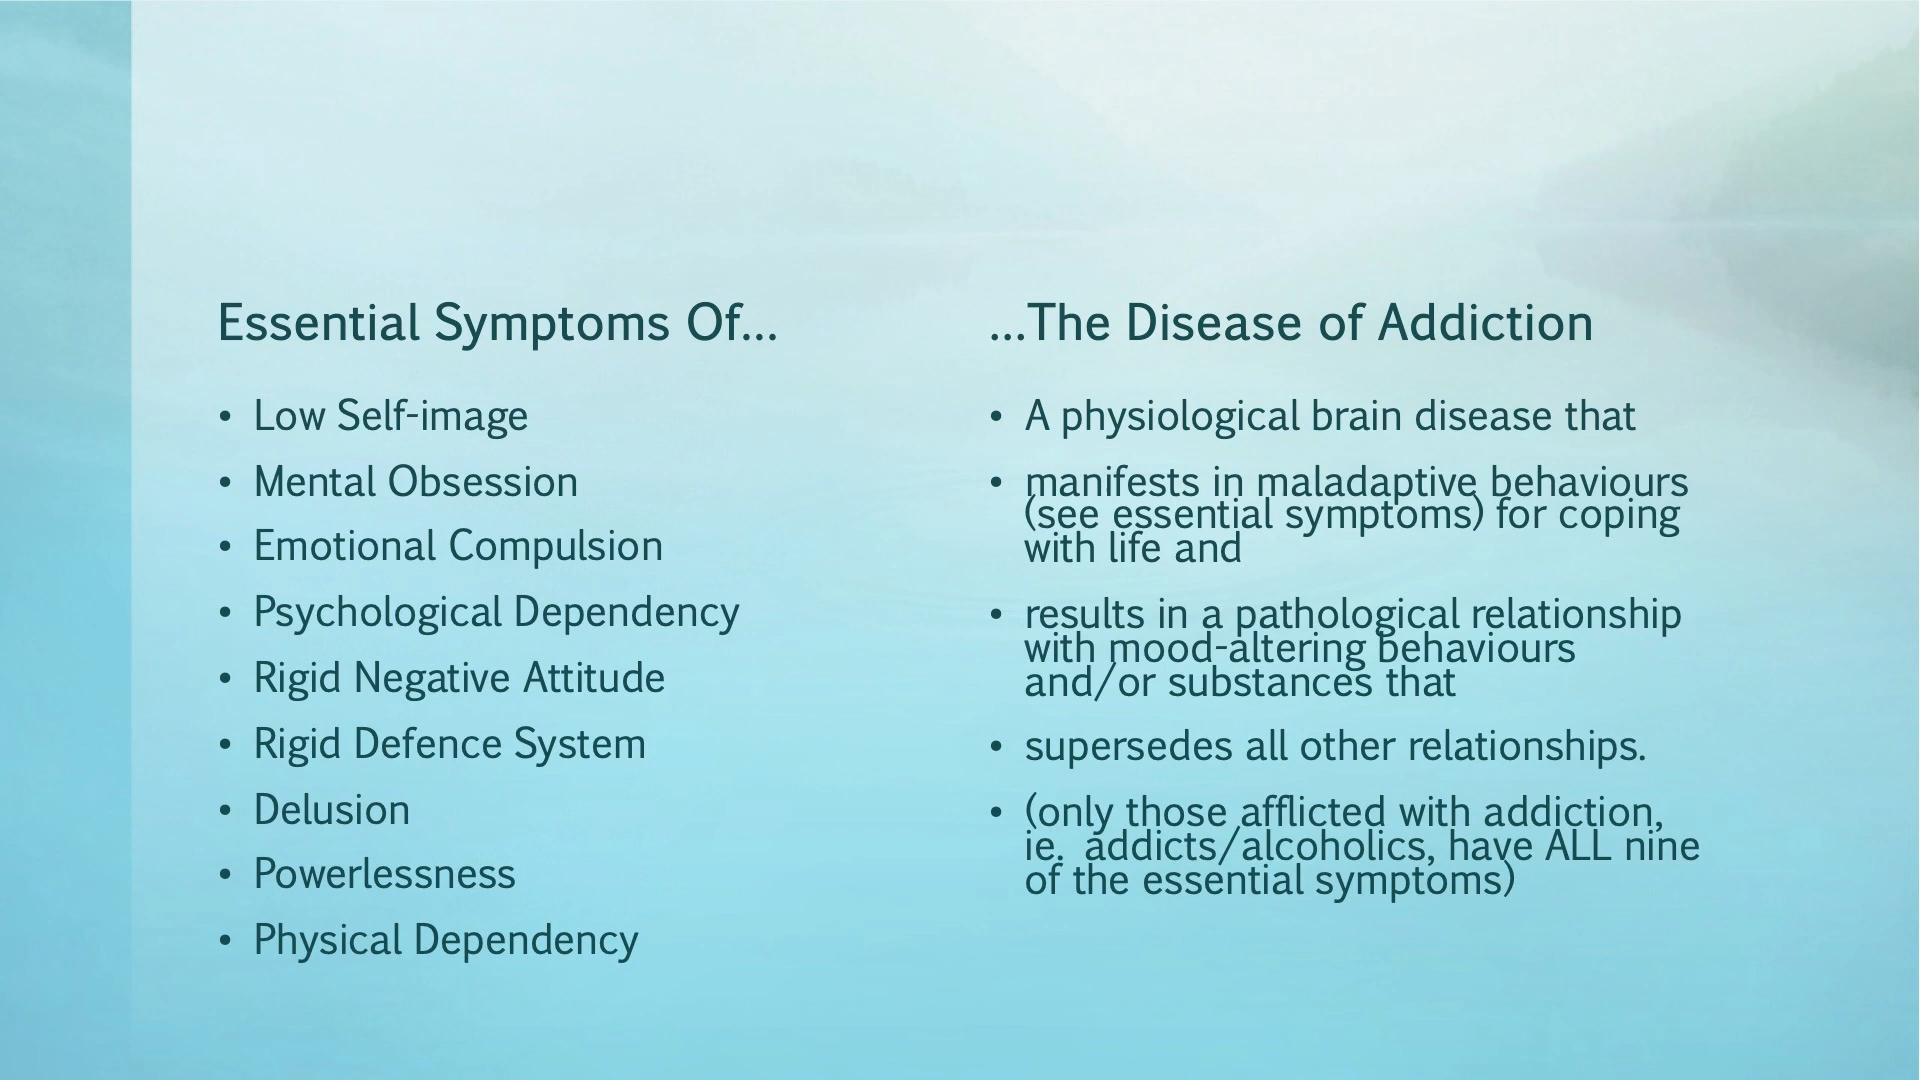 Essential Symptoms Of...
• Low Self-image
• Mental Obsession
• Emotional Compulsion
• Psychological Dependency
• Rigid Negative Attitude
• Rigid Defence System
• Delusion
• Powerlessness
• Physical Dependency
...The Disease of Addiction
• A physiological brain disease that
• manifests in maladaptive behaviours
(see essential symptoms) for coping
with life and
• results in a pathological relationship
with mood-altering behaviours
and/or substances that
• supersedes all other relationships.
• (only those afflicted with addiction,
ie.  addicts/alcoholics, have ALL nine
of the essential symptoms)